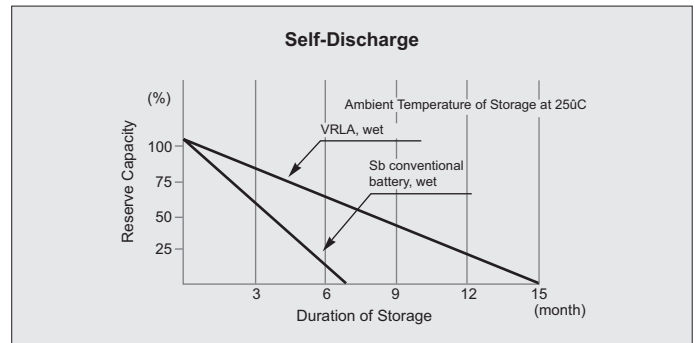 Self-Discharge
(%)
Ambient Temperature of Storage at 25ûC
VRLA, wet
Sb conventional
battery, wet
100
75
50
25
Reserve Capacity
3 6 9 12 15
(month)
Duration of Storage